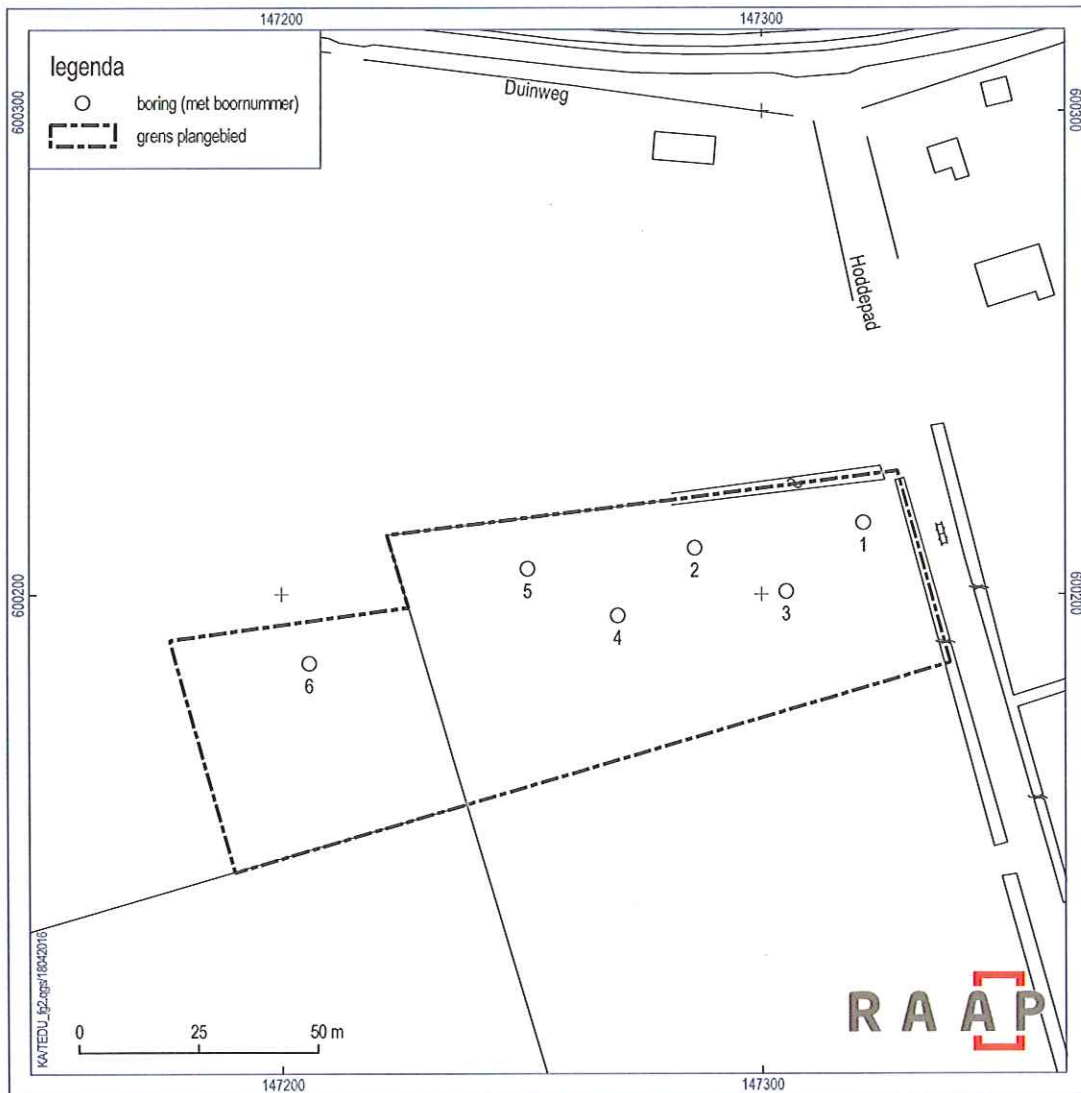 147200
147300
legenda
boring (met boornummer)
grens plangebied
600300
600300
Duinweg
Hoddepad
1
2
3
4
5
6
600200
600200
KA/TEDU_fg2.ogs/18042016
0 25 50 m
RAAP
147200
147300